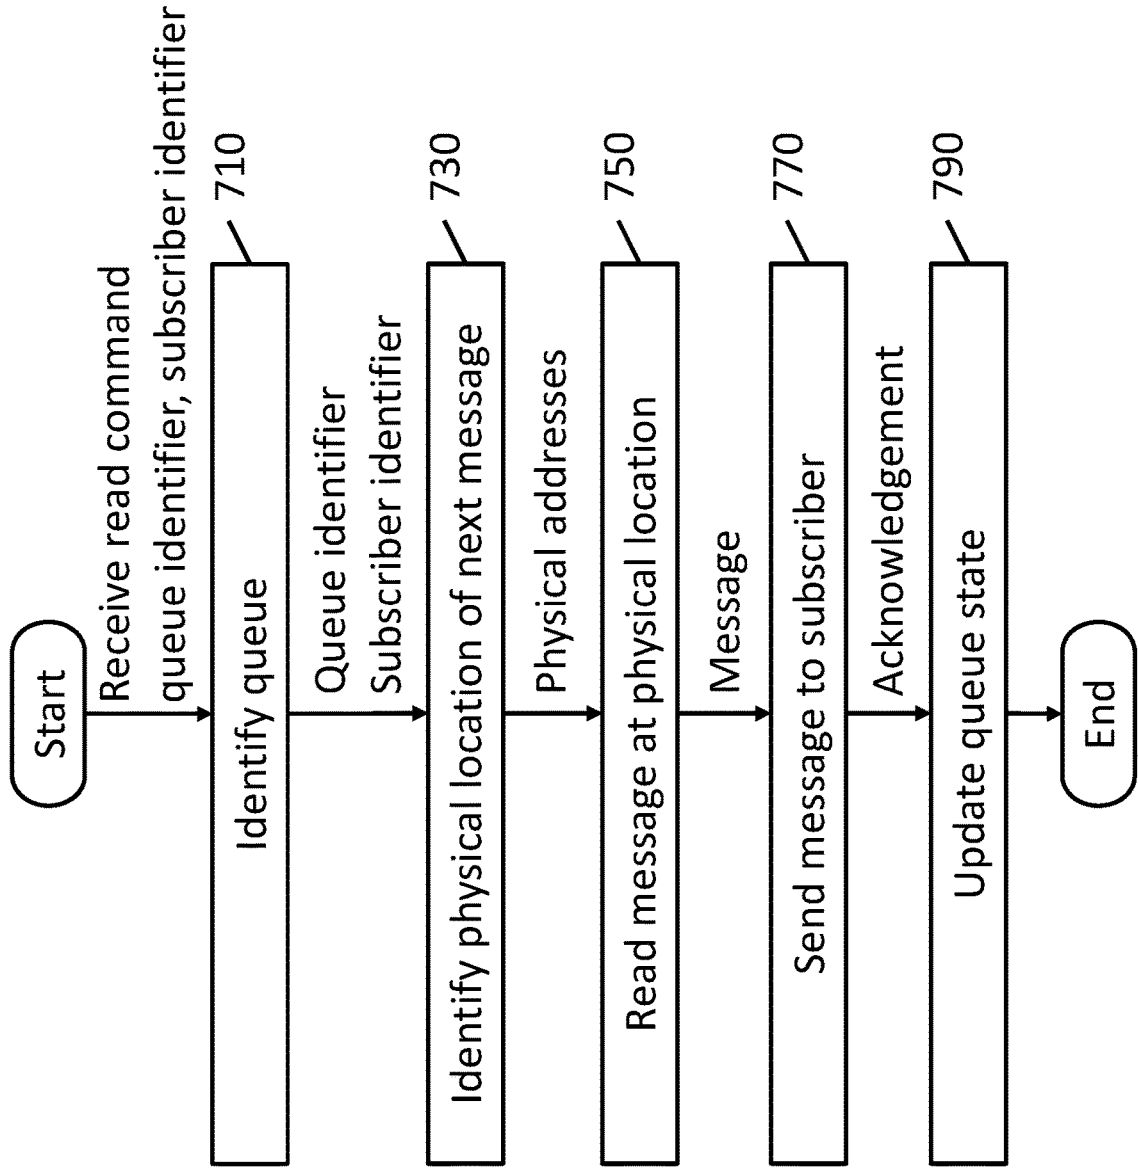 Start
Receive read command
queue identifier, subscriber identifier
Identify queue
710
Queue identifier
Subscriber identifier
Identify physical location of next message
730
Physical addresses
Read message at physical location
750
Message
Send message to subscriber
770
Acknowledgement
Update queue state
790
End